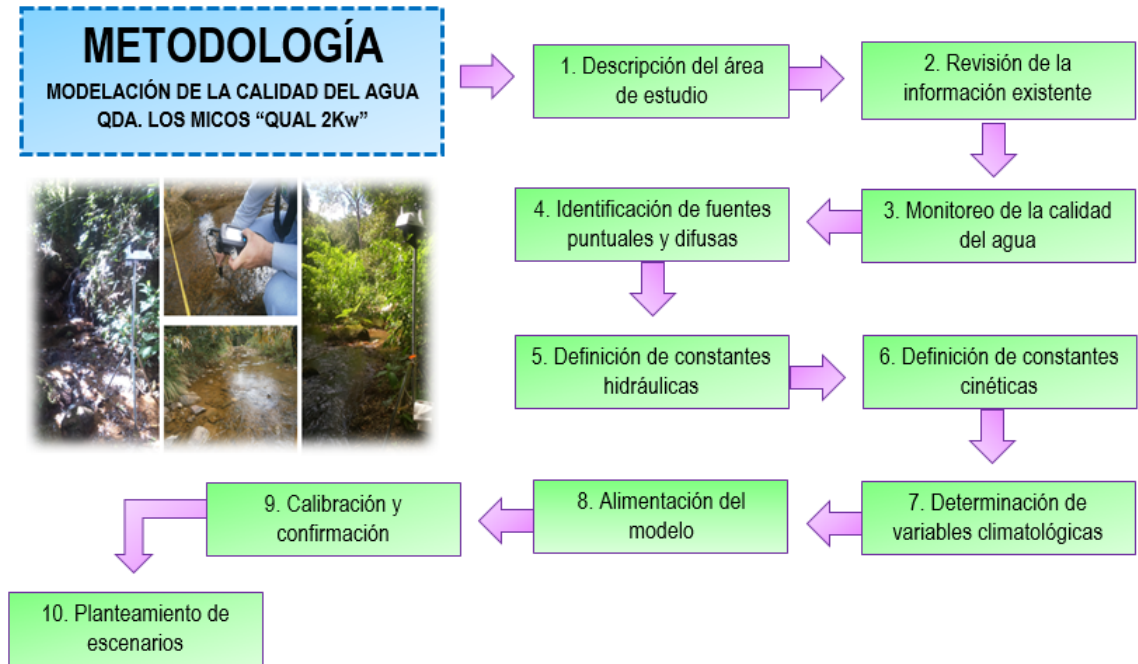 METODOLOGÍA
MODELACIÓN DE LA CALIDAD DEL AGUA
QDA. LOS MICOS “QUAL 2Kw”
1. Descripción del área
de estudio
2. Revisión de la
información existente
3. Monitoreo de la calidad
del agua
4. Identificación de fuentes
puntuales y difusas
5. Definición de constantes
hidráulicas
6. Definición de constantes
cinéticas
7. Determinación de
variables climatológicas
8. Alimentación del
modelo
9. Calibración y
confirmación
10. Planteamiento de
escenarios